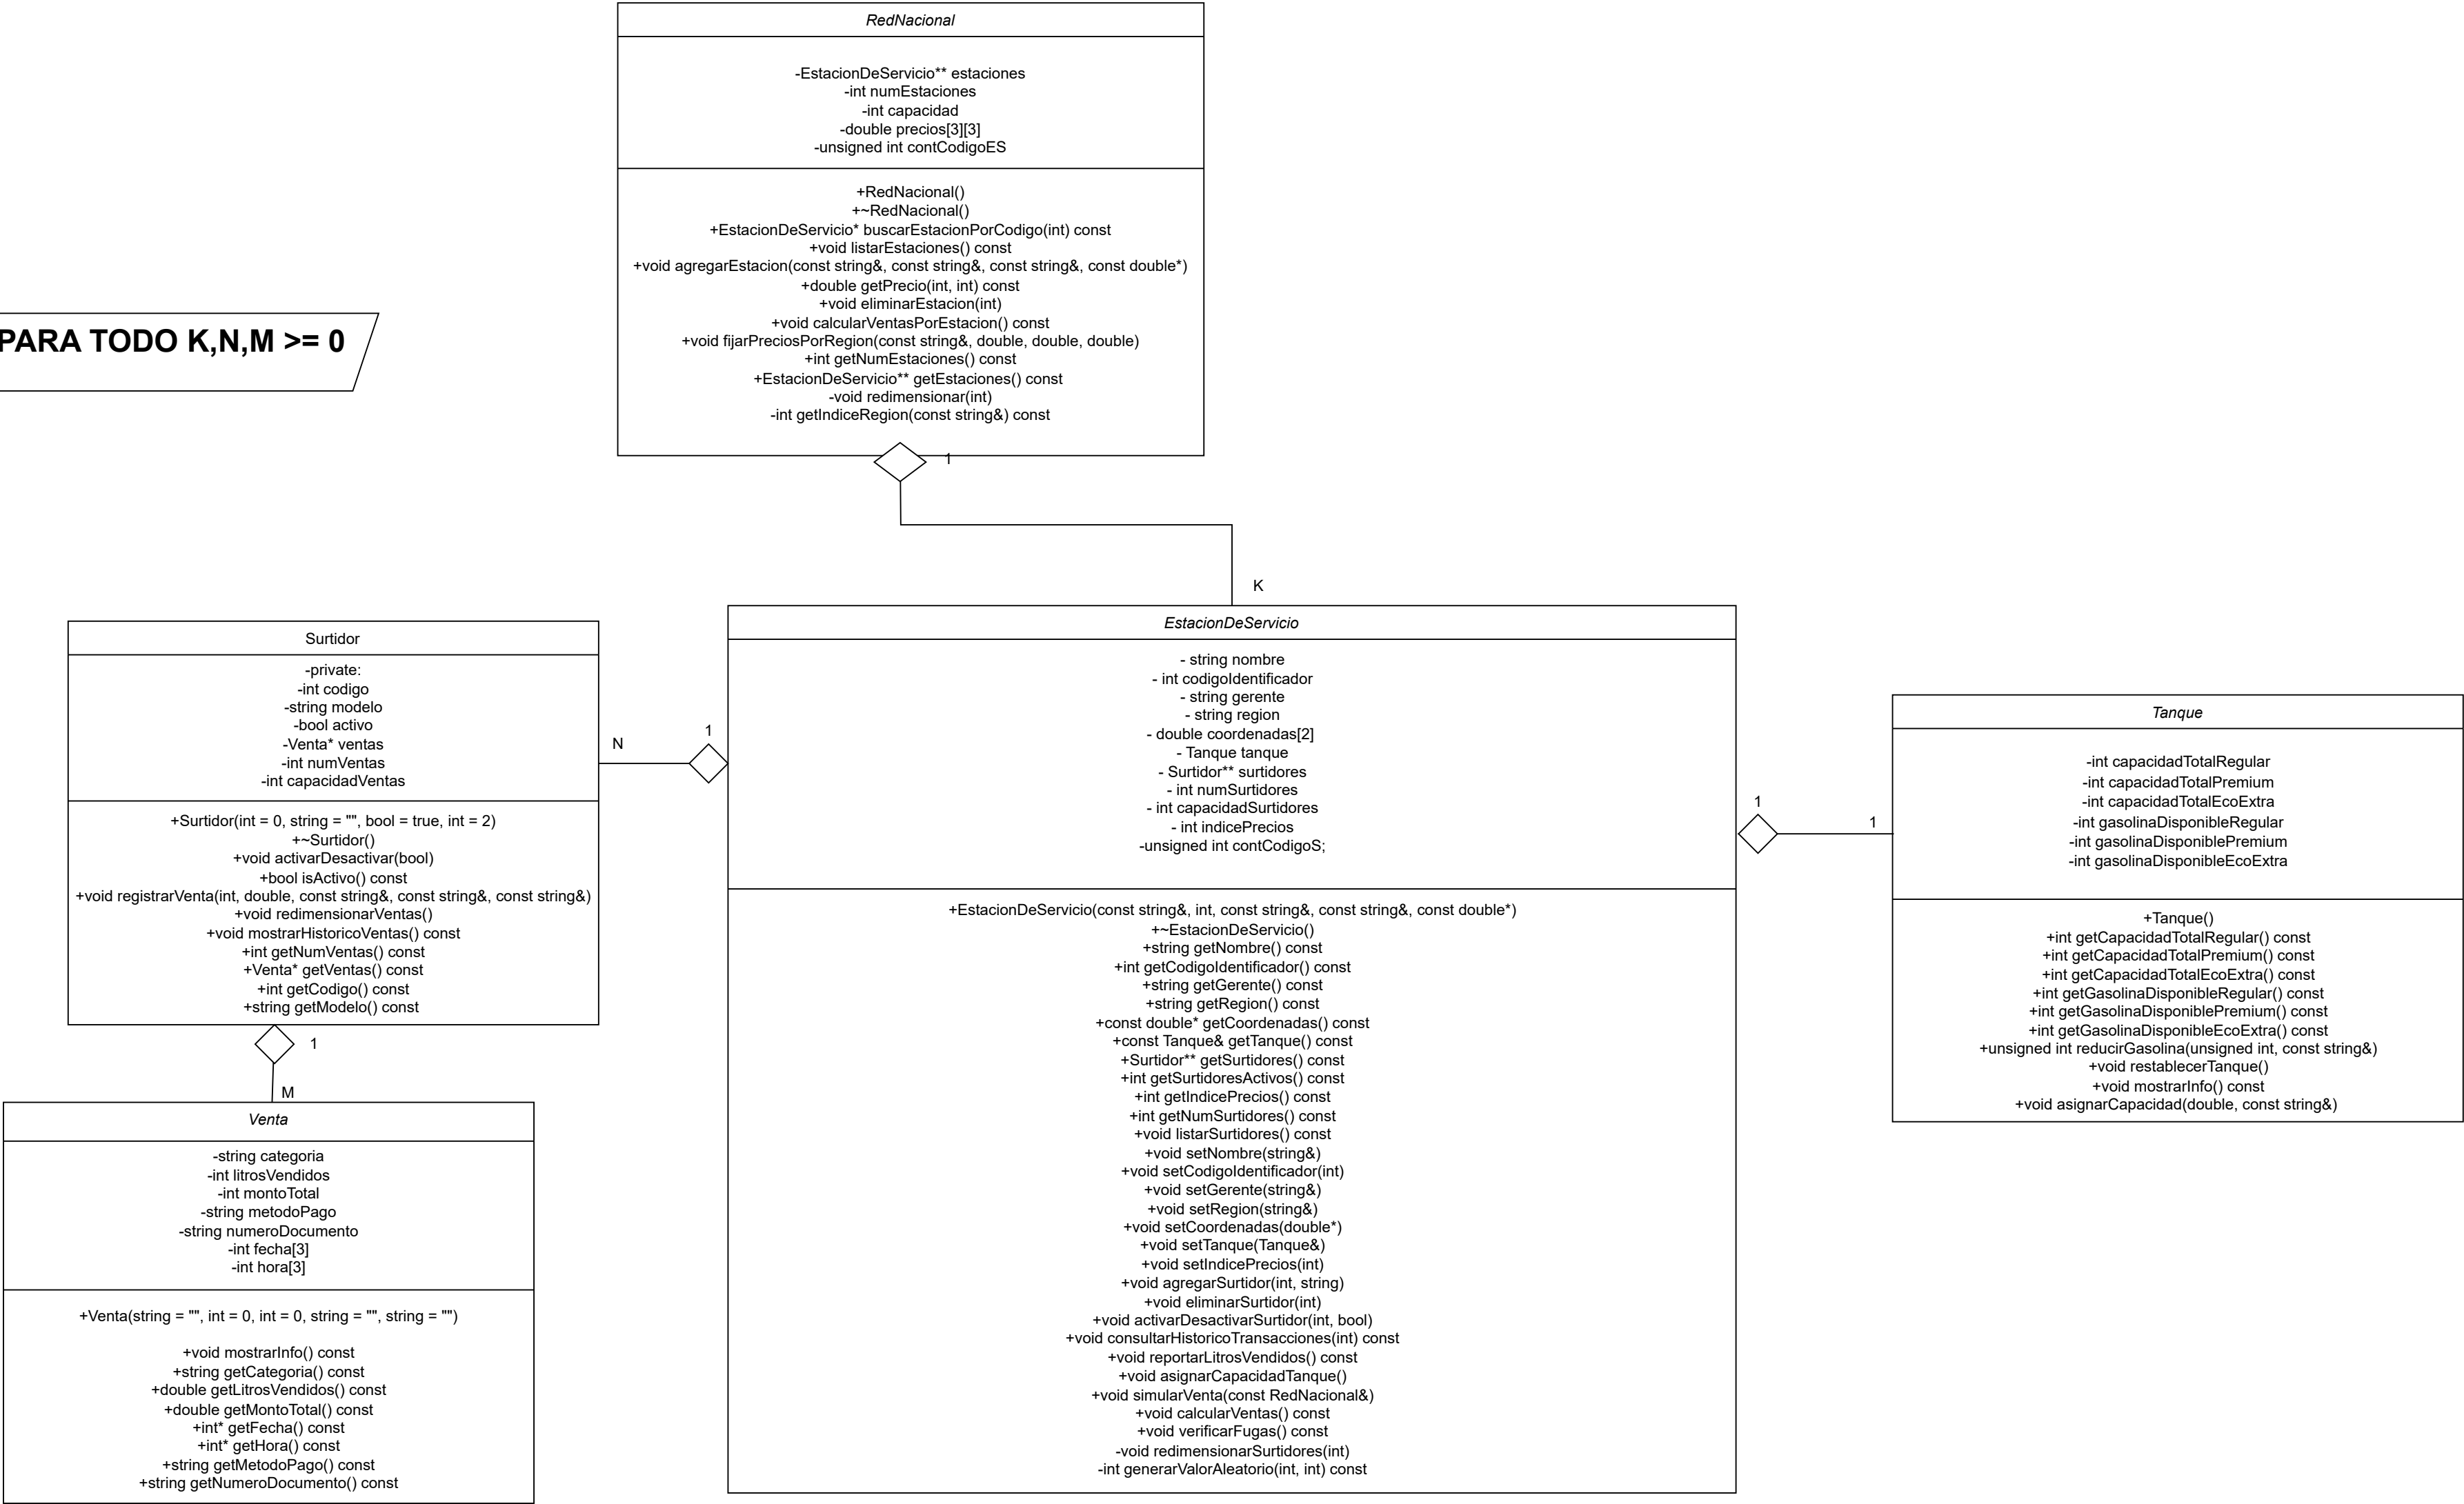 RedNacional
-EstacionDeServicio** estaciones
-int numEstaciones
-int capacidad
-double precios[3][3]
-unsigned int contCodigoES
+RedNacional()
+~RedNacional()
+EstacionDeServicio* buscarEstacionPorCodigo(int) const
+void listarEstaciones() const
+void agregarEstacion(const string&, const string&, const string&, const double*)
+double getPrecio(int, int) const
+void eliminarEstacion(int)
+void calcularVentasPorEstacion() const
+void fijarPreciosPorRegion(const string&, double, double, double)
+int getNumEstaciones() const
+EstacionDeServicio** getEstaciones() const
-void redimensionar(int)
-int getIndiceRegion(const string&) const
1
K
PARA TODO K,N,M >= 0
Surtidor
-private:
-int codigo
-string modelo
-bool activo
-Venta* ventas
-int numVentas
-int capacidadVentas
+Surtidor(int = 0, string = "", bool = true, int = 2)
+~Surtidor()
+void activarDesactivar(bool)
+bool isActivo() const
+void registrarVenta(int, double, const string&, const string&, const string&)
+void redimensionarVentas()
+void mostrarHistoricoVentas() const
+int getNumVentas() const
+Venta* getVentas() const
+int getCodigo() const
+string getModelo() const
N
1
1
M
Venta
-string categoria
-int litrosVendidos
-int montoTotal
-string metodoPago
-string numeroDocumento
-int fecha[3]
-int hora[3]
+Venta(string = "", int = 0, int = 0, string = "", string = "")
+void mostrarInfo() const
+string getCategoria() const
+double getLitrosVendidos() const
+double getMontoTotal() const
+int* getFecha() const
+int* getHora() const
+string getMetodoPago() const
+string getNumeroDocumento() const
EstacionDeServicio
- string nombre
- int codigoIdentificador
- string gerente
- string region
- double coordenadas[2]
- Tanque tanque
- Surtidor** surtidores
- int numSurtidores
- int capacidadSurtidores
- int indicePrecios
-unsigned int contCodigoS;
+EstacionDeServicio(const string&, int, const string&, const string&, const double*)
+~EstacionDeServicio()
+string getNombre() const
+int getCodigoIdentificador() const
+string getGerente() const
+string getRegion() const
+const double* getCoordenadas() const
+const Tanque& getTanque() const
+Surtidor** getSurtidores() const
+int getSurtidoresActivos() const
+int getIndicePrecios() const
+int getNumSurtidores() const
+void listarSurtidores() const
+void setNombre(string&)
+void setCodigoIdentificador(int)
+void setGerente(string&)
+void setRegion(string&)
+void setCoordenadas(double*)
+void setTanque(Tanque&)
+void setIndicePrecios(int)
+void agregarSurtidor(int, string)
+void eliminarSurtidor(int)
+void activarDesactivarSurtidor(int, bool)
+void consultarHistoricoTransacciones(int) const
+void reportarLitrosVendidos() const
+void asignarCapacidadTanque()
+void simularVenta(const RedNacional&)
+void calcularVentas() const
+void verificarFugas() const
-void redimensionarSurtidores(int)
-int generarValorAleatorio(int, int) const
1
1
Tanque
-int capacidadTotalRegular
-int capacidadTotalPremium
-int capacidadTotalEcoExtra
-int gasolinaDisponibleRegular
-int gasolinaDisponiblePremium
-int gasolinaDisponibleEcoExtra
+Tanque()
+int getCapacidadTotalRegular() const
+int getCapacidadTotalPremium() const
+int getCapacidadTotalEcoExtra() const
+int getGasolinaDisponibleRegular() const
+int getGasolinaDisponiblePremium() const
+int getGasolinaDisponibleEcoExtra() const
+unsigned int reducirGasolina(unsigned int, const string&)
+void restablecerTanque()
+void mostrarInfo() const
+void asignarCapacidad(double, const string&)